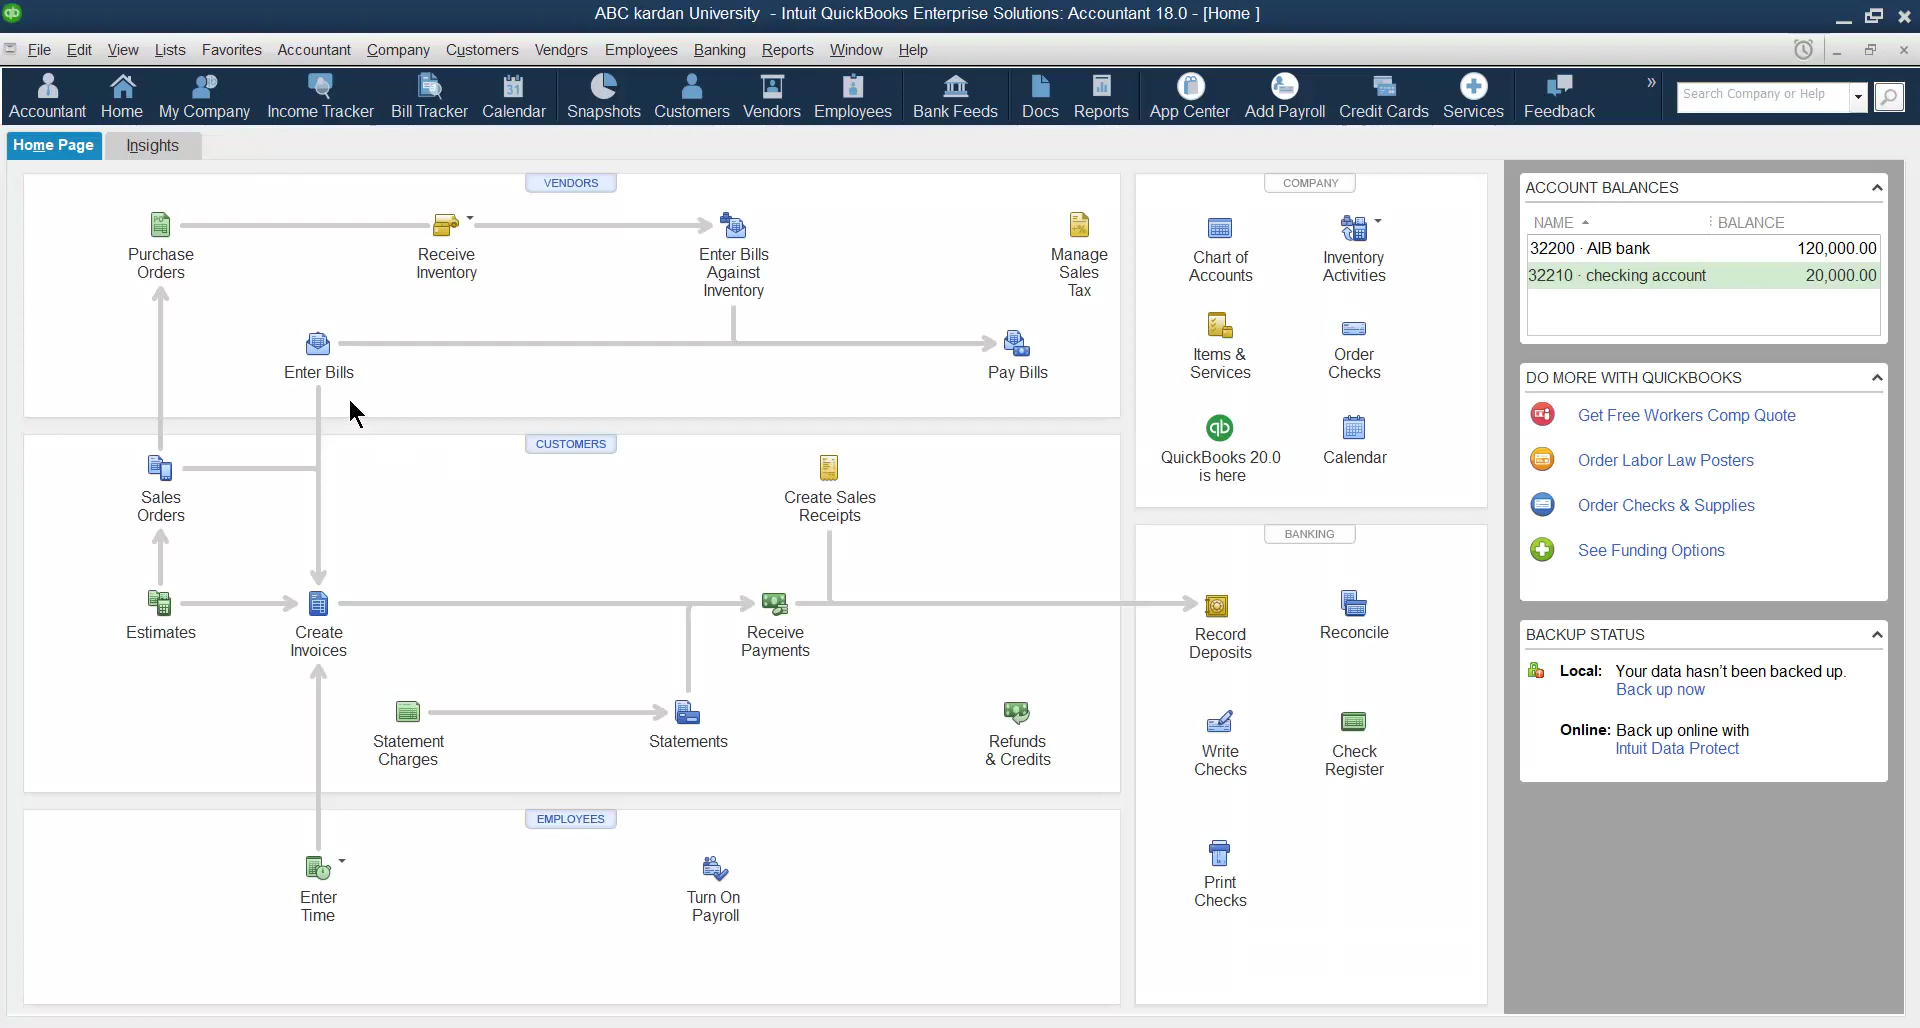 ABC kardan University - Intuit QuickBooks Enterprise Solutions: Accountant 18.0 - [Home ]
File Edit View Lists Favorites Accountant Company Customers Vendors Employees Banking Reports Window Help
Accountant Home My Company Income Tracker Bill Tracker Calendar Snapshots Customers Vendors Employees Bank Feeds Docs Reports App Center Add Payroll Credit Cards Services Feedback
Search Company or Help
Home Page Insights
VENDORS
Purchase
Orders
Receive
Inventory
Enter Bills
Against
Inventory
Manage
Sales
Tax
Enter Bills
Pay Bills
CUSTOMERS
Sales
Orders
Create Sales
Receipts
Estimates
Create
Invoices
Receive
Payments
Statement
Charges
Statements
Refunds
& Credits
EMPLOYEES
Enter
Time
Turn On
Payroll
COMPANY
Chart of
Accounts
Inventory
Activities
Items &
Services
Order
Checks
QuickBooks 20.0
is here
Calendar
BANKING
Record
Deposits
Reconcile
Write
Checks
Check
Register
Print
Checks
ACCOUNT BALANCES
NAME BALANCE
32200 · AIB bank 120,000.00
32210 · checking account 20,000.00
DO MORE WITH QUICKBOOKS
Get Free Workers Comp Quote
Order Labor Law Posters
Order Checks & Supplies
See Funding Options
BACKUP STATUS
Local: Your data hasn't been backed up.
Back up now
Online: Back up online with
Intuit Data Protect